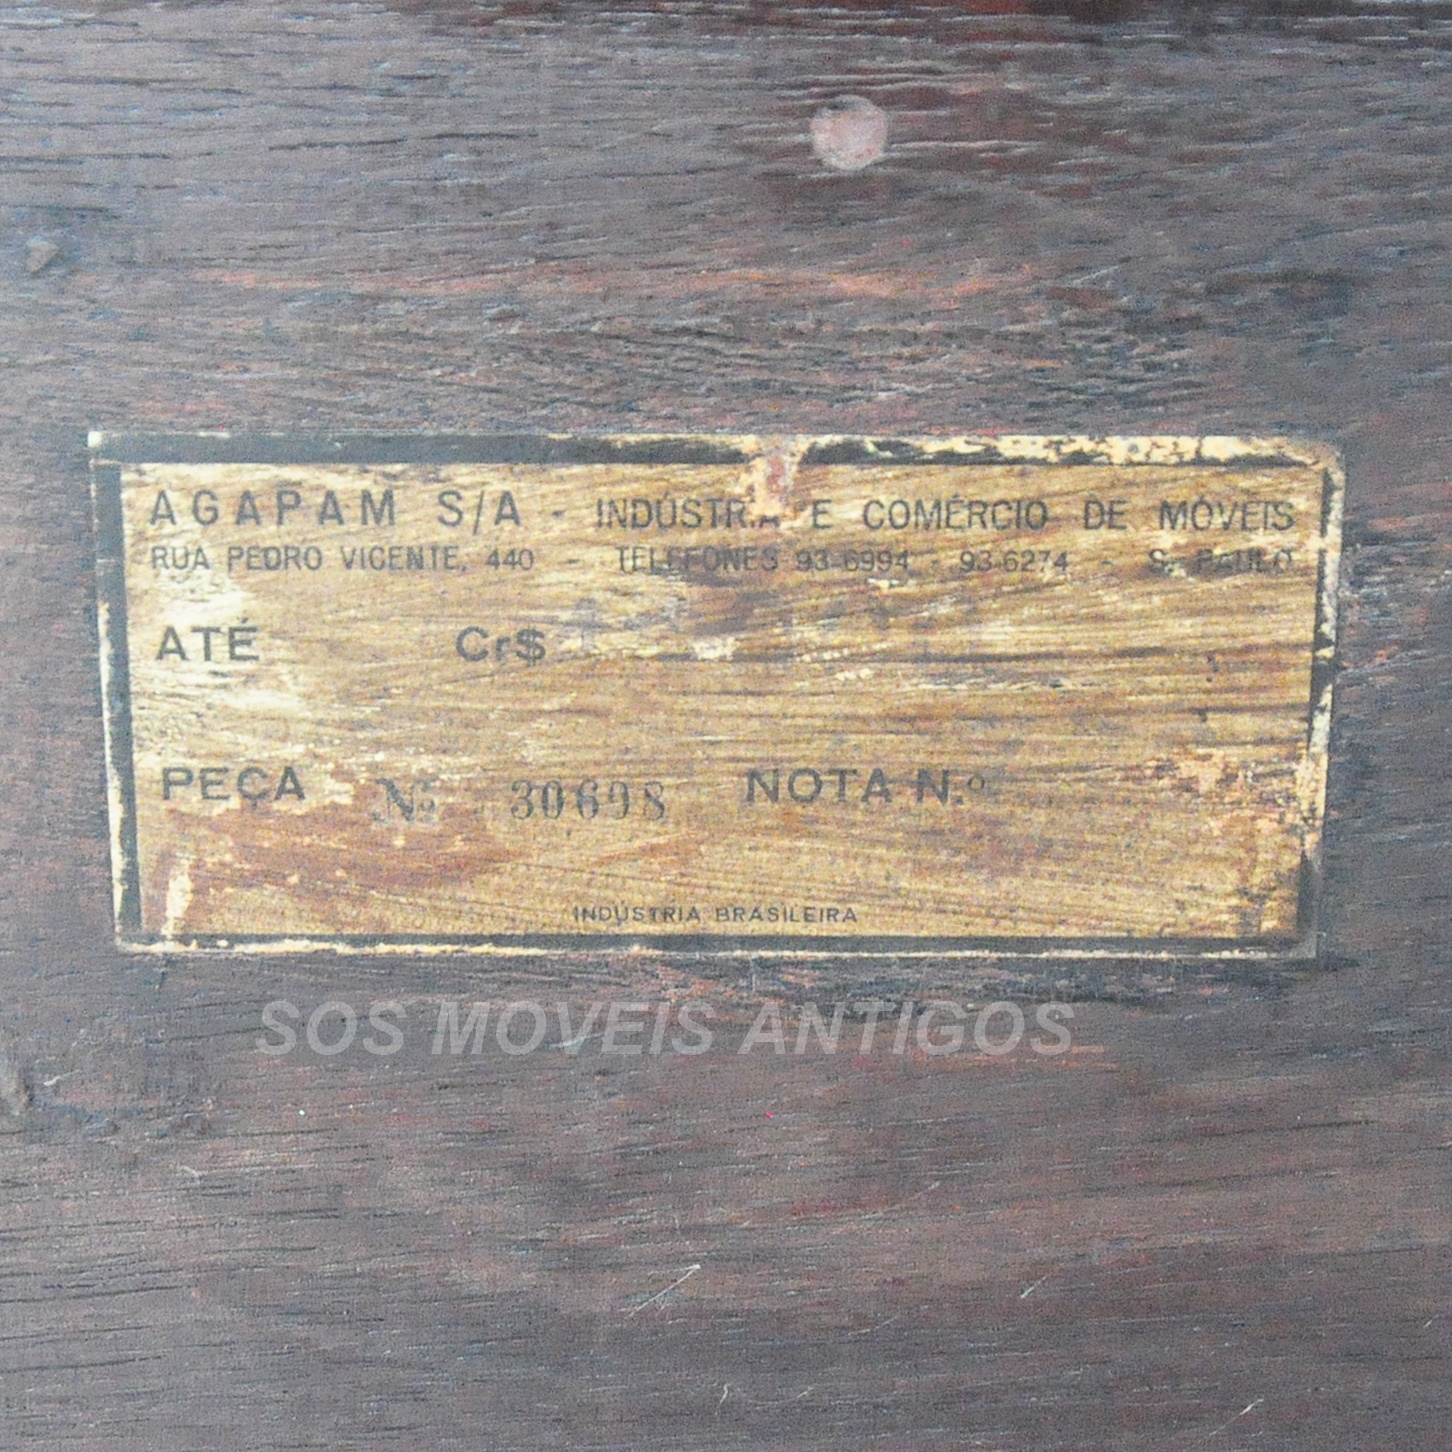 AGAPAM S/A - INDÚSTRIA E COMÉRCIO DE MÓVEIS
RUA PEDRO VICENTE, 440 - TELEFONES 93-6994 - 93-6274 - S. PAULO
ATÉ Cr$
PEÇA Nº 30698 NOTA N.º
INDÚSTRIA BRASILEIRA
SOS MOVEIS ANTIGOS